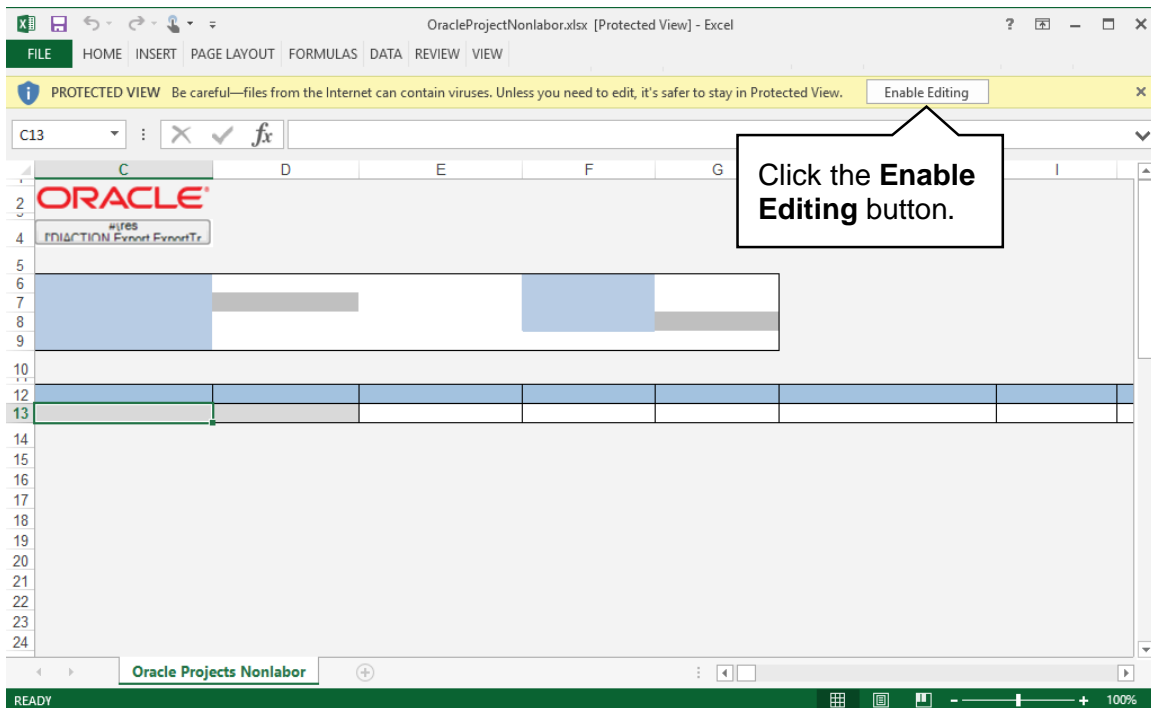 OracleProjectNonlabor.xlsx [Protected View] - Excel
FILE HOME INSERT PAGE LAYOUT FORMULAS DATA REVIEW VIEW
PROTECTED VIEW Be careful—files from the Internet can contain viruses. Unless you need to edit, it's safer to stay in Protected View. Enable Editing
C13 fx
Click the Enable
Editing button.
C D E F G I
2 ORACLE
#(res
4 Export ExportTr
5
6
7
8
9
10
12
13
14
15
16
17
18
19
20
21
22
23
24
Oracle Projects Nonlabor
READY 100%